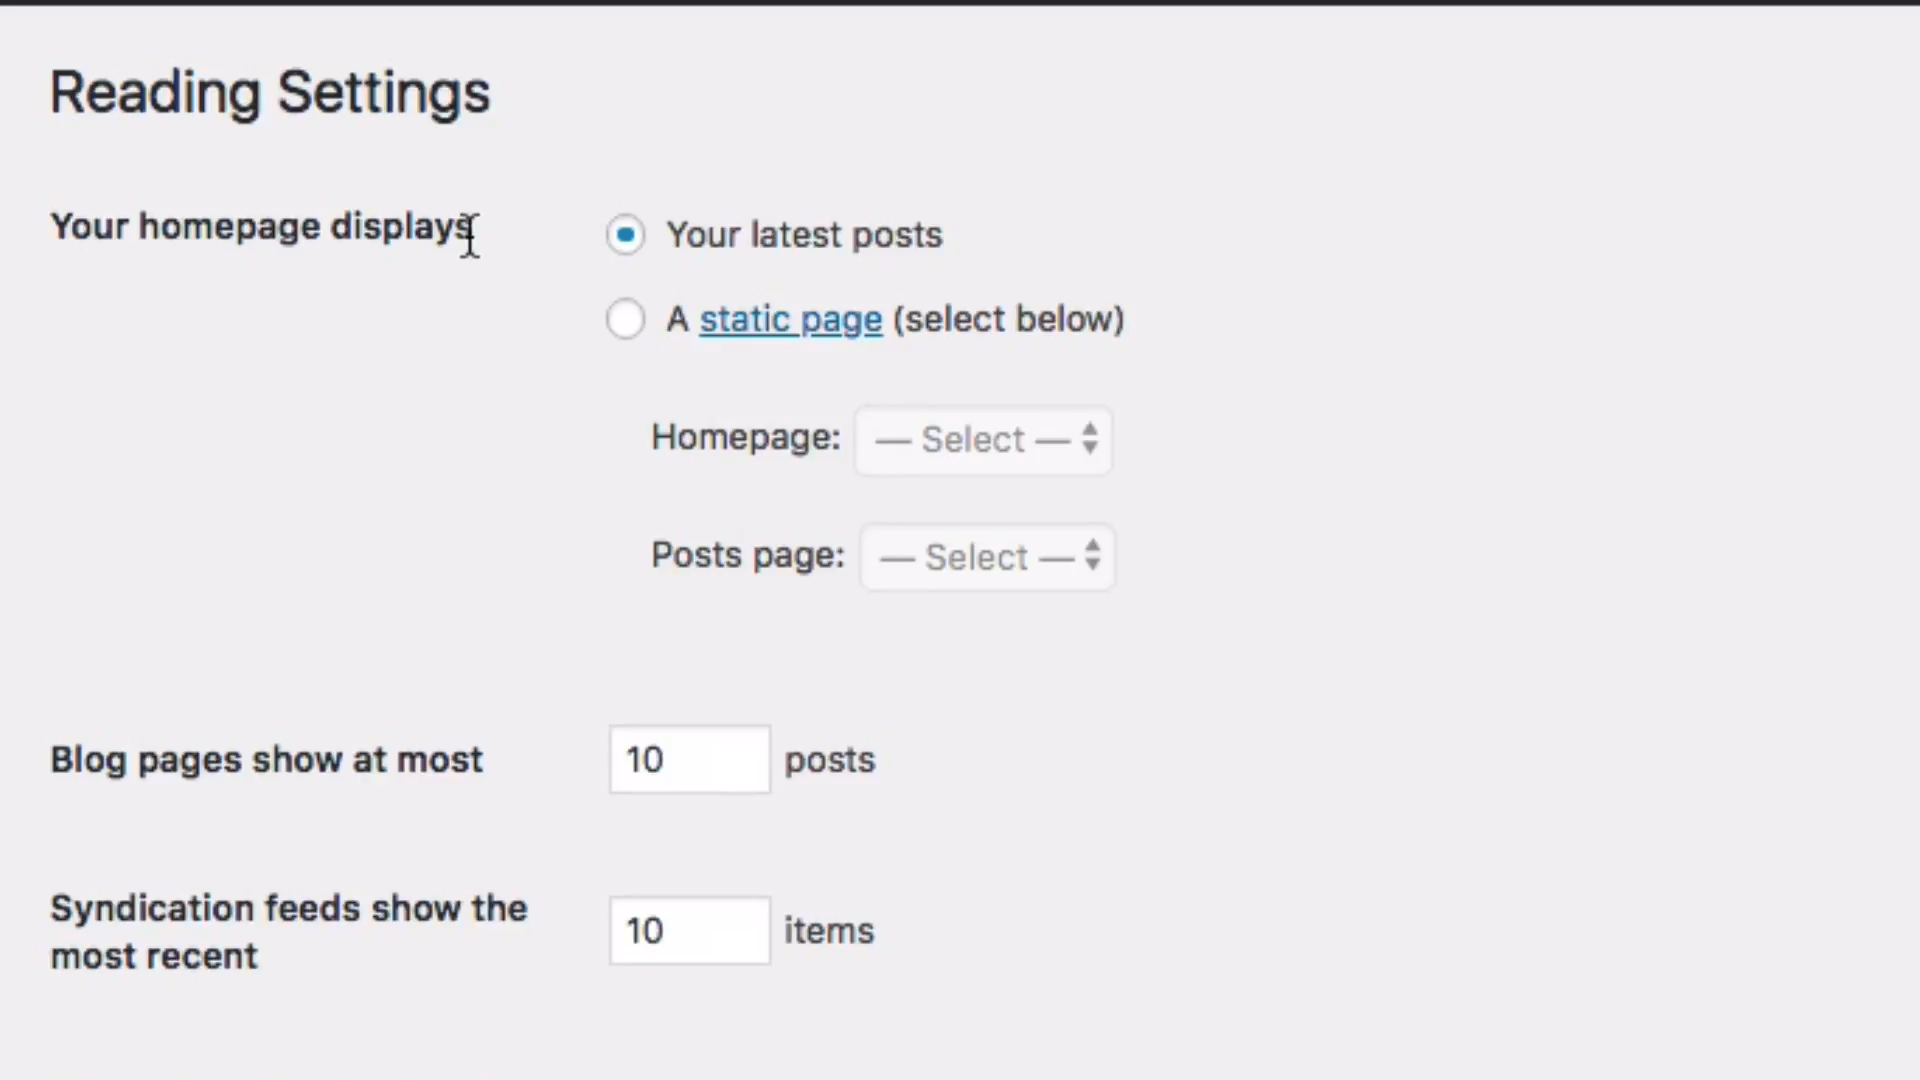 Reading Settings
Your homepage displays
Your latest posts
A static page (select below)
Homepage: — Select —
Posts page: — Select —
Blog pages show at most 10 posts
Syndication feeds show the
most recent 10 items